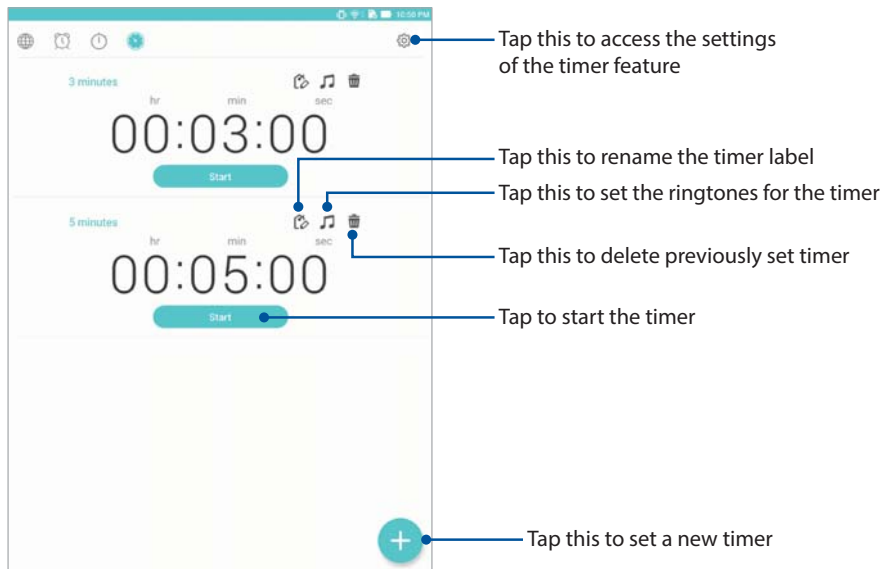 10:50 PM
Tap this to access the settings
of the timer feature
3 minutes
hr min sec
00:03:00
Start
Tap this to rename the timer label
Tap this to set the ringtones for the timer
5 minutes
hr min sec
Tap this to delete previously set timer
00:05:00
Start
Tap to start the timer
Tap this to set a new timer